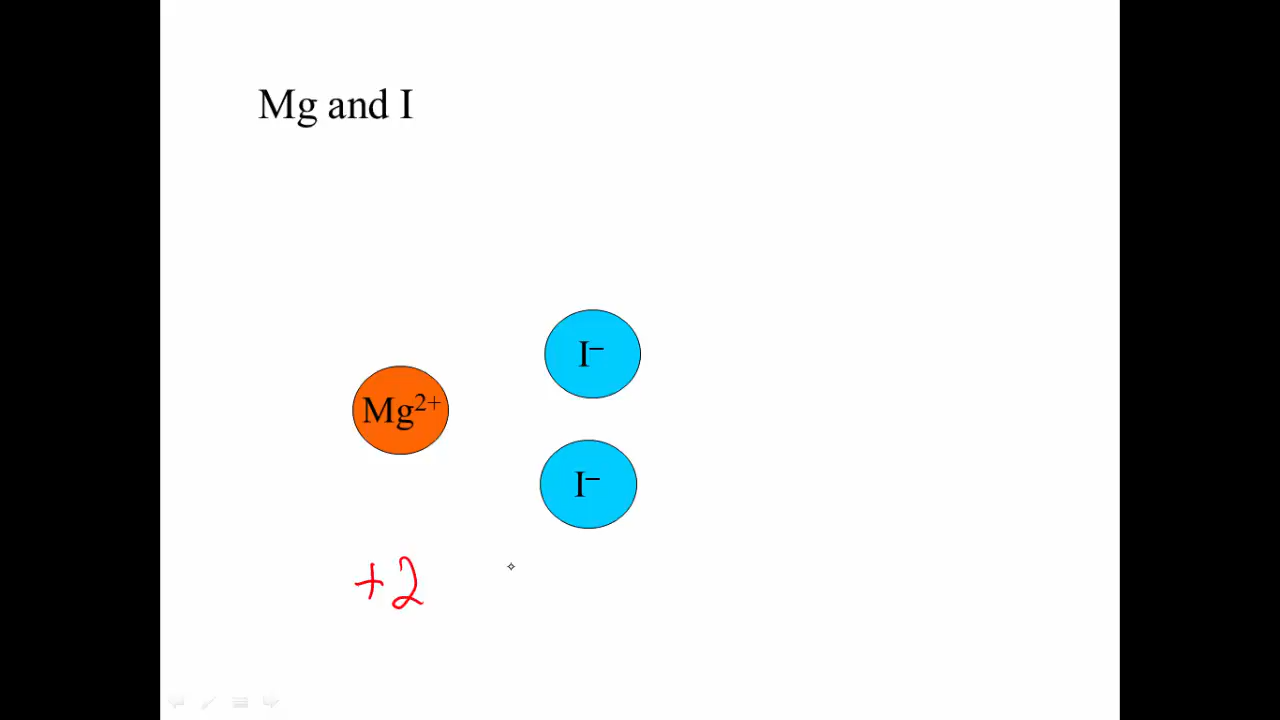 Mg and I
I⁻
Mg²⁺
I⁻
+2